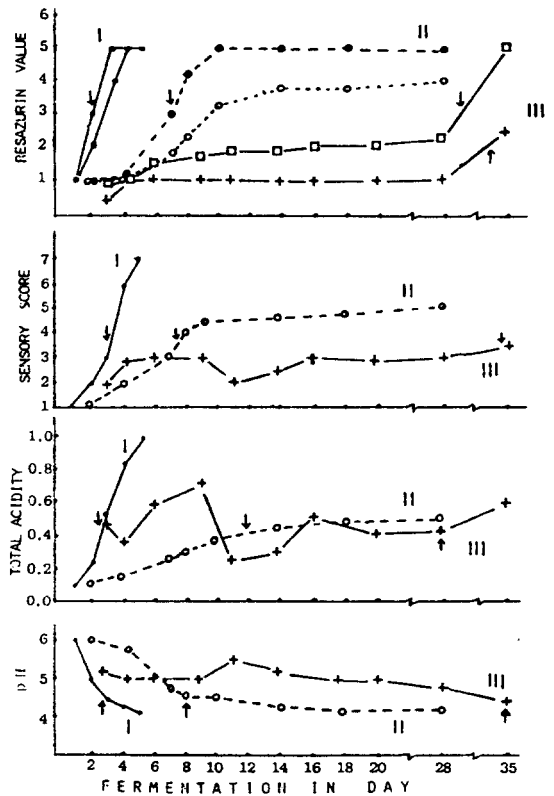 RESAZURIN VALUE
5
4
3
2
1
I
II
III
SENSORY SCORE
7
6
5
4
3
2
1
I
II
III
TOTAL ACIDITY
1.0
0.8
0.6
0.4
0.2
0.0
I
II
III
6
5
4
I
II
III
2 4 6 8 10 12 14 16 18 20 28 35
FERMENTATION IN DAY